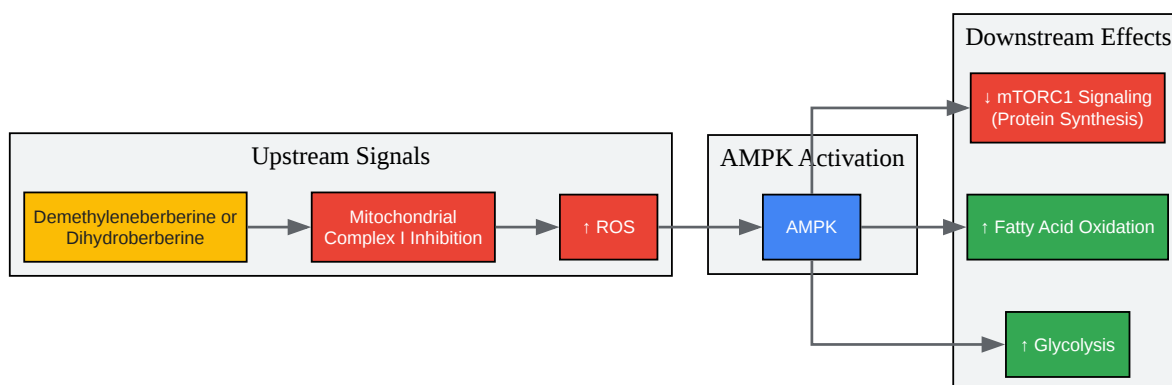 Upstream Signals
Demethyleneberberine or
Dihydroberberine
Mitochondrial
Complex I Inhibition
↑ ROS
AMPK Activation
AMPK
Downstream Effects
↓ mTORC1 Signaling
(Protein Synthesis)
↑ Fatty Acid Oxidation
↑ Glycolysis